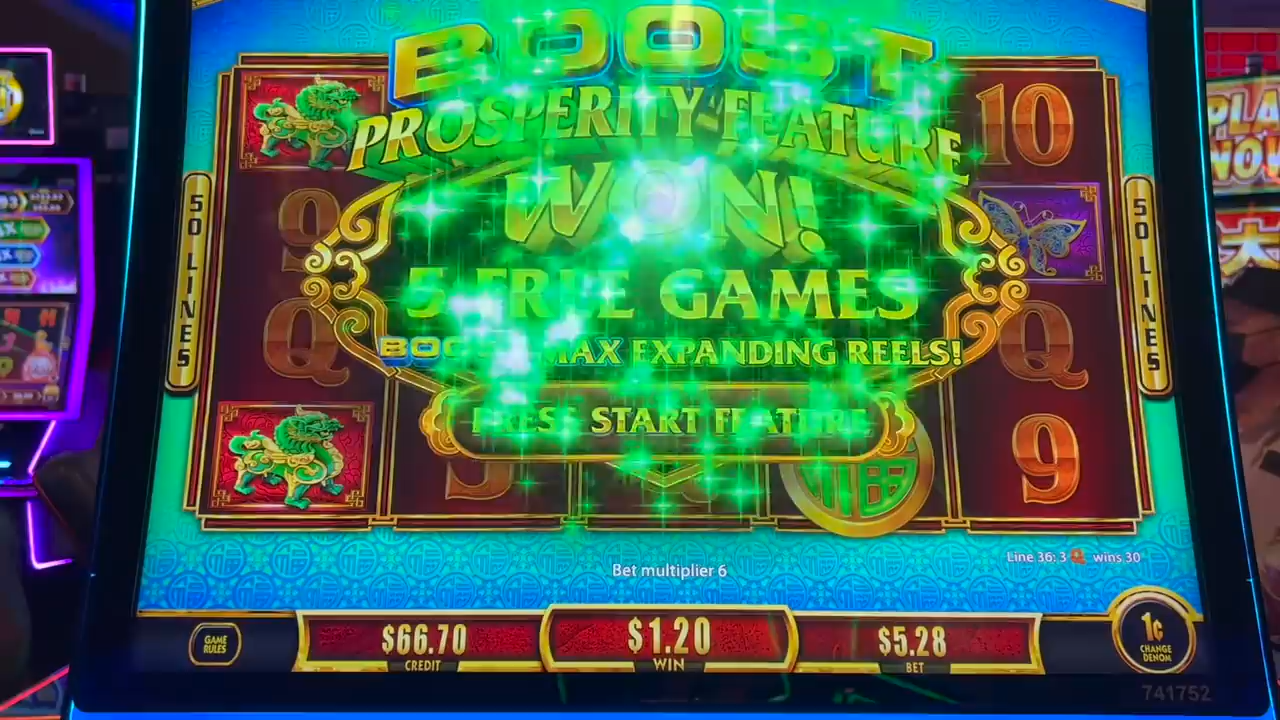 BOOST
PROSPERITY FEATURE
WON!
5 FREE GAMES
MAX EXPANDING REELS!
PRESS START FEATURE
50 LINES
50 LINES
10
Q
Q
Q
9
PLAY
NOW
Line 36: 3 Q wins 30
Bet multiplier 6
GAME
RULES
$66.70
CREDIT
$1.20
WIN
$5.28
BET
1¢
CHANGE
DENOM
741752